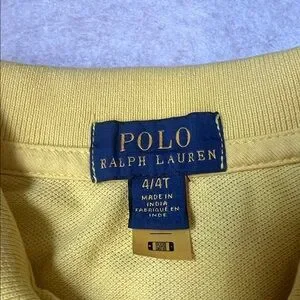 POLO
RALPH LAUREN
4/4T
MADE IN
INDIA
FABRIQUÉ EN
INDE